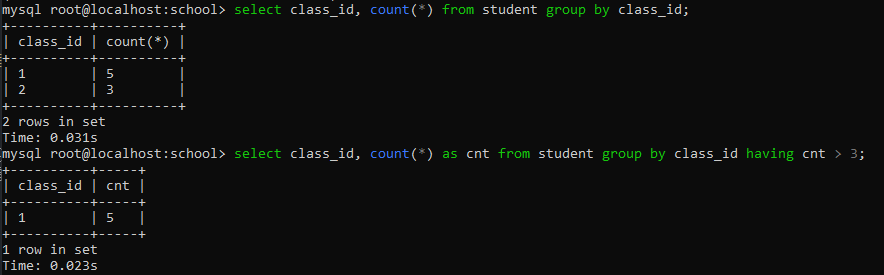 mysql root@localhost:school> select class_id, count(*) from student group by class_id;
+----------+----------+
| class_id | count(*) |
+----------+----------+
| 1        | 5        |
| 2        | 3        |
+----------+----------+
2 rows in set
Time: 0.031s
mysql root@localhost:school> select class_id, count(*) as cnt from student group by class_id having cnt > 3;
+----------+-----+
| class_id | cnt |
+----------+-----+
| 1        | 5   |
+----------+-----+
1 row in set
Time: 0.023s